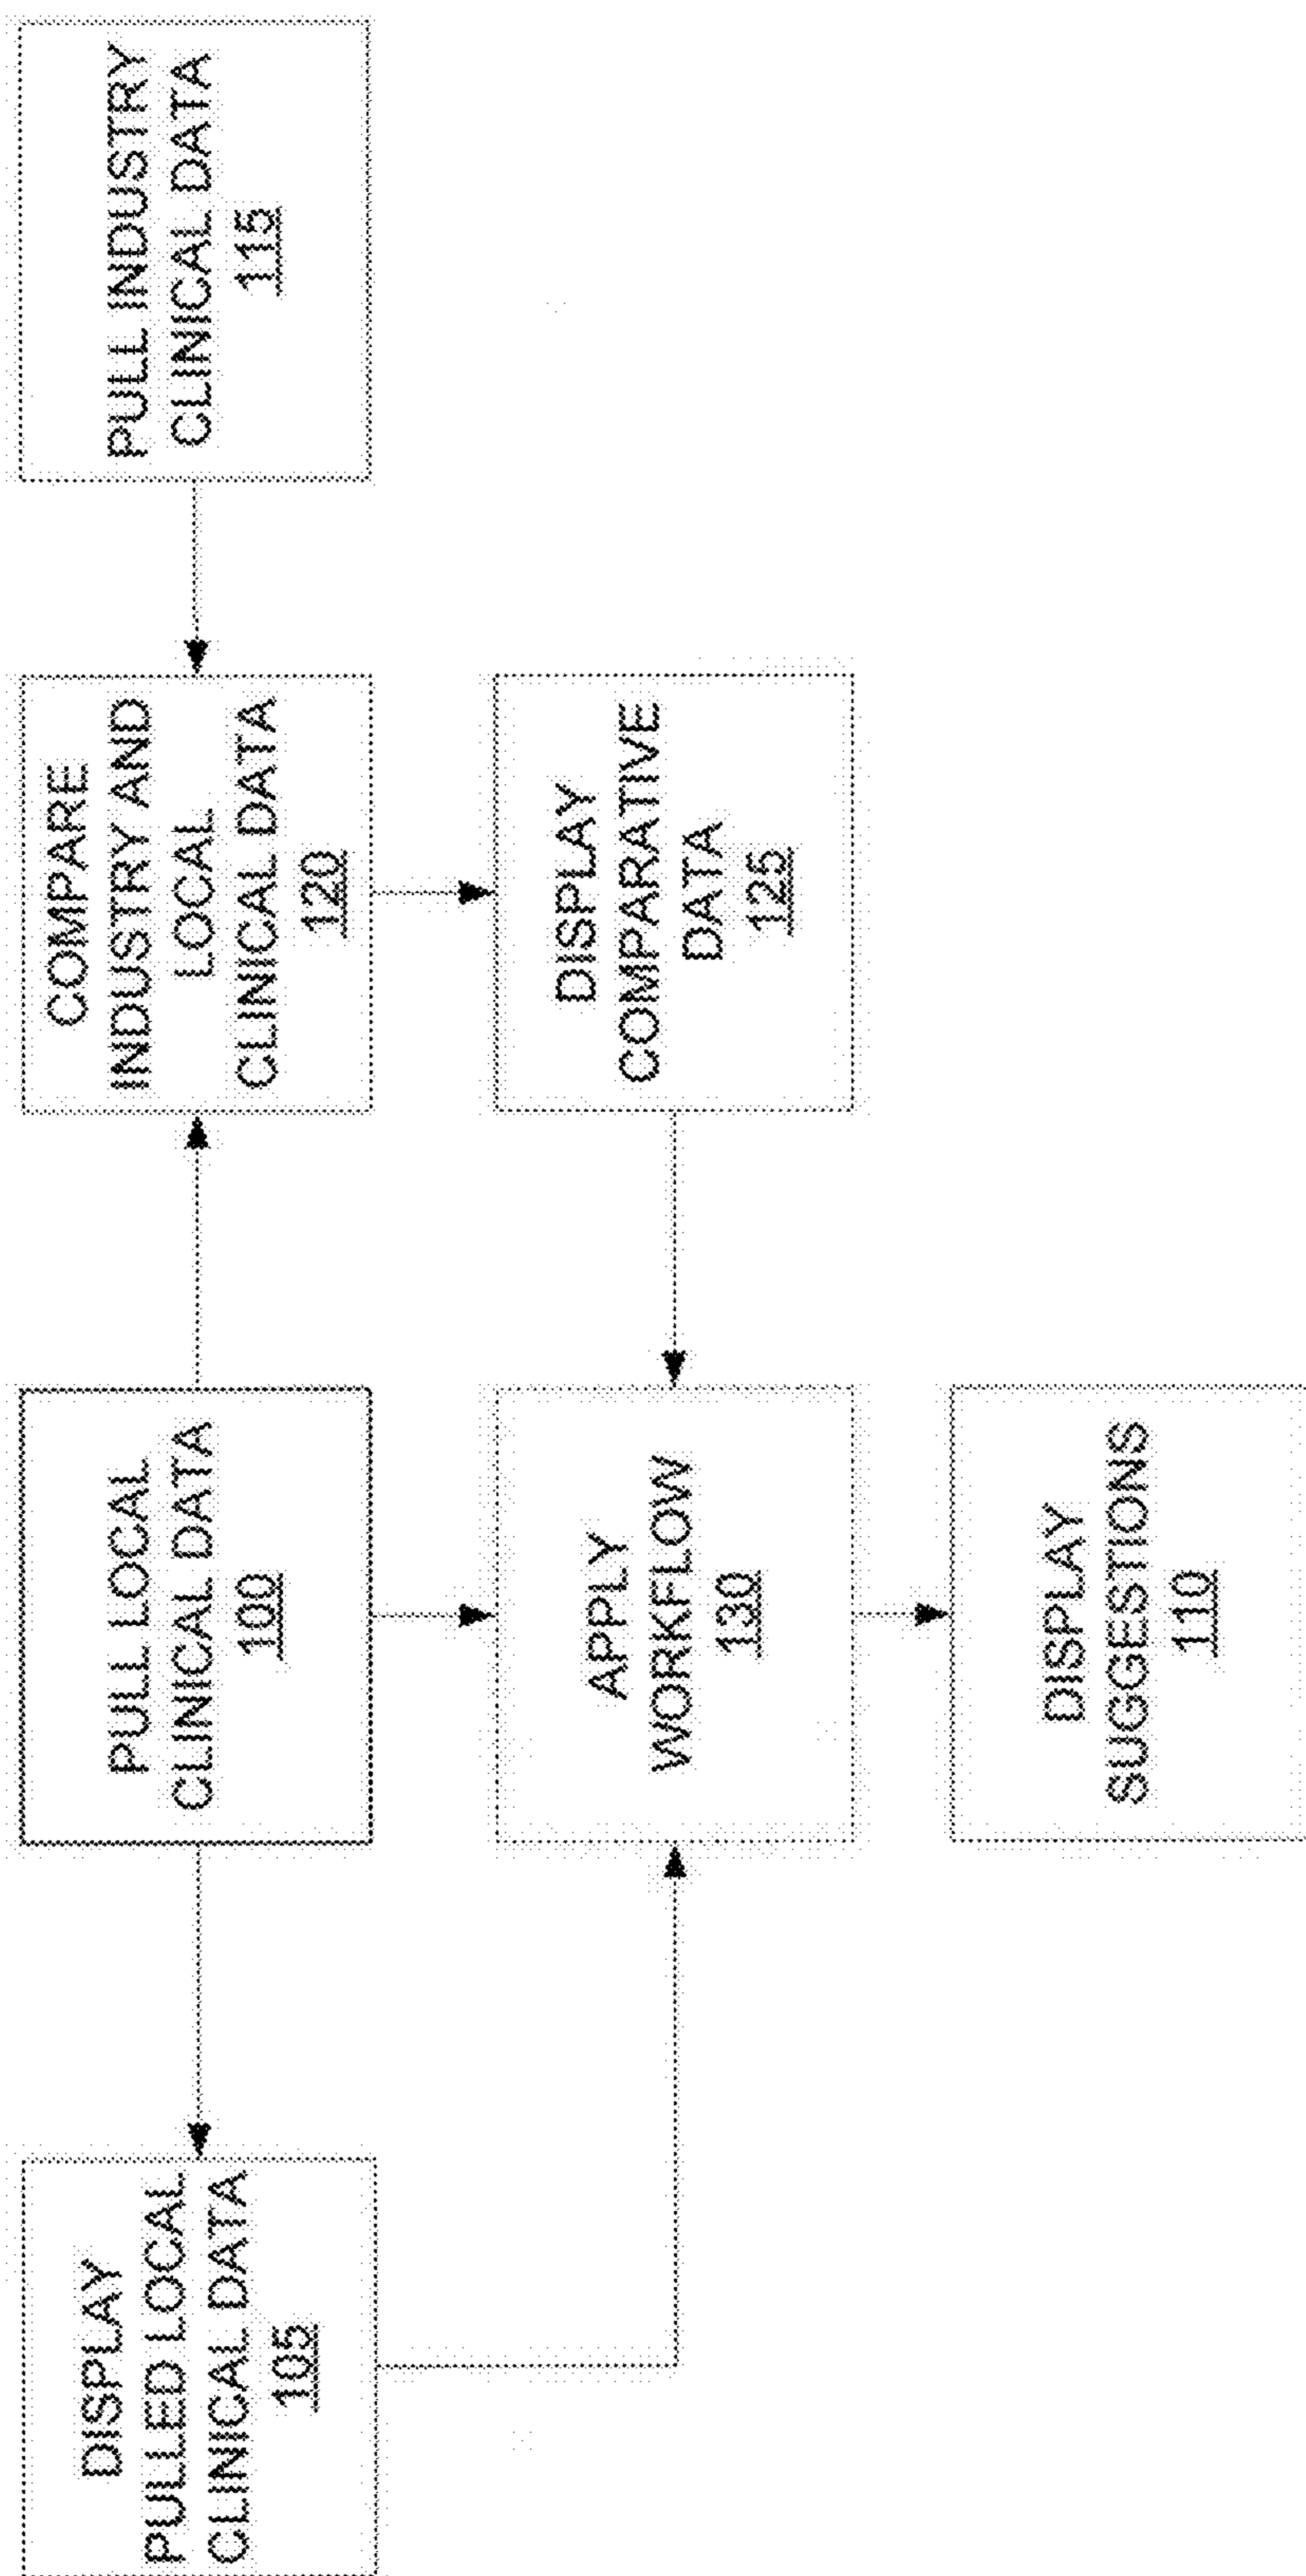 DISPLAY
PULLED LOCAL
CLINICAL DATA
105
PULL LOCAL
CLINICAL DATA
100
COMPARE
INDUSTRY AND
LOCAL
CLINICAL DATA
120
PULL INDUSTRY
CLINICAL DATA
115
APPLY
WORKFLOW
130
DISPLAY
COMPARATIVE
DATA
125
DISPLAY
SUGGESTIONS
110